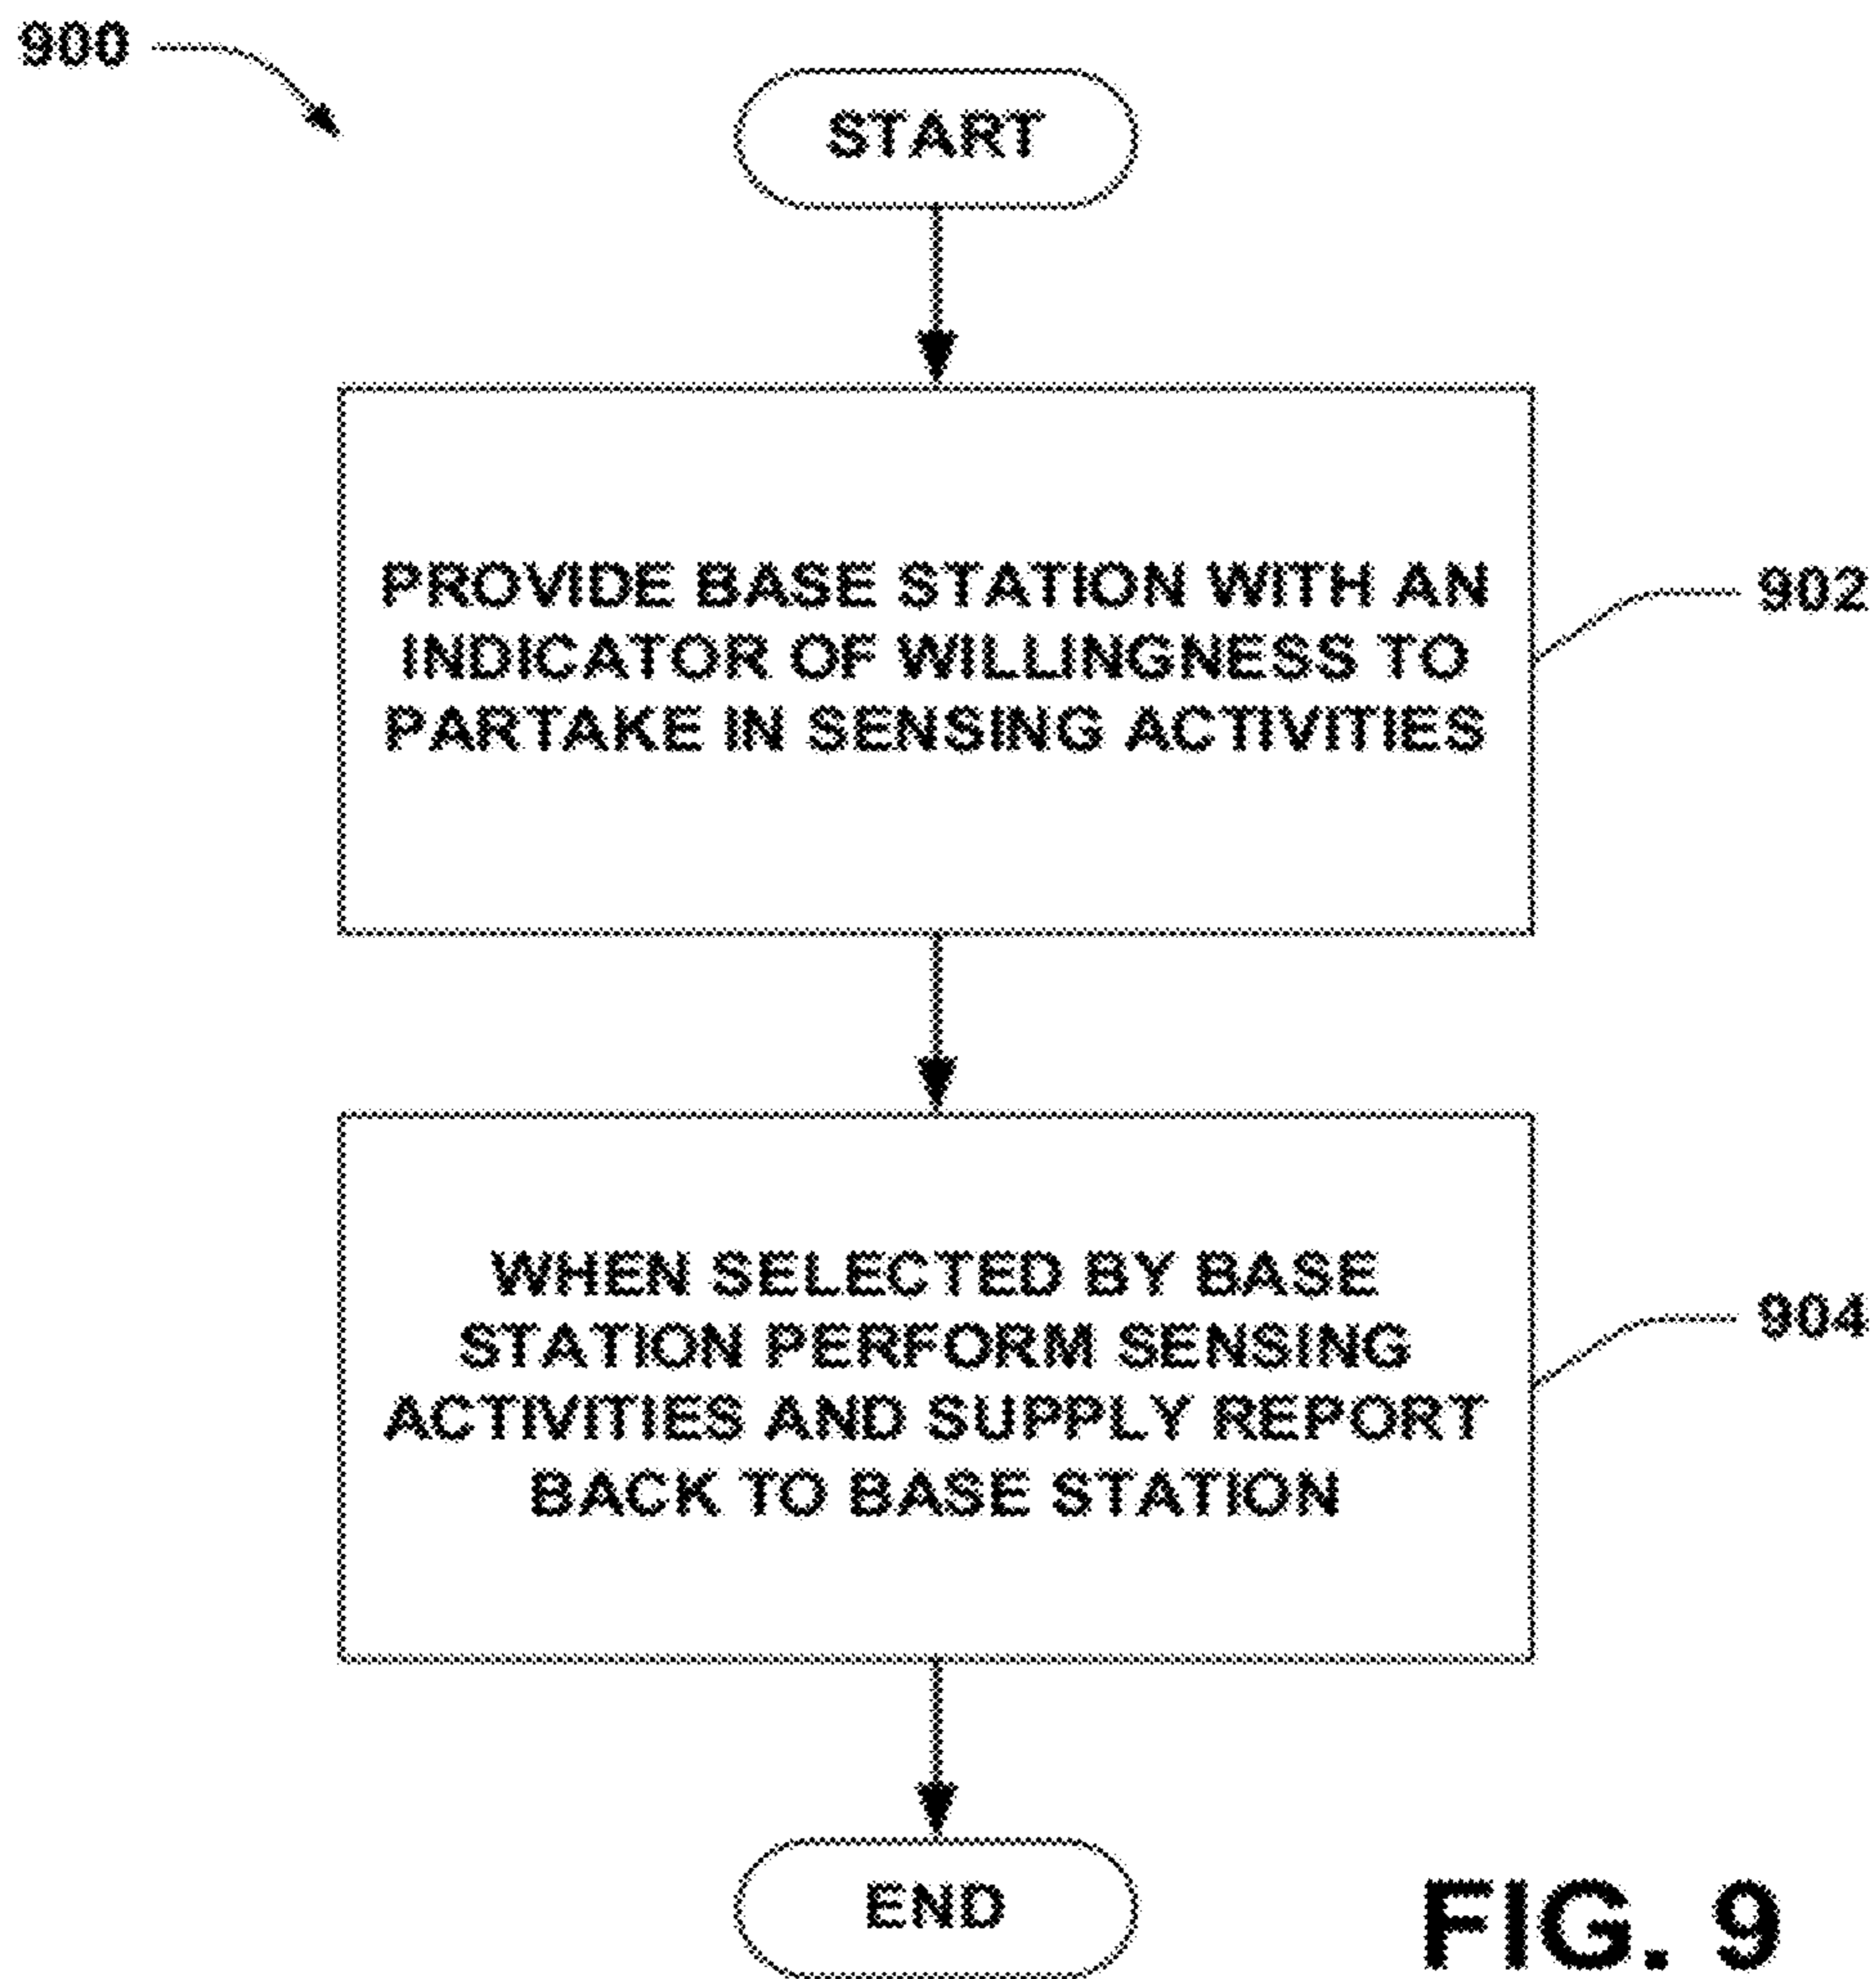 900
START
PROVIDE BASE STATION WITH AN
INDICATOR OF WILLINGNESS TO
PARTAKE IN SENSING ACTIVITIES
902
WHEN SELECTED BY BASE
STATION PERFORM SENSING
ACTIVITIES AND SUPPLY REPORT
BACK TO BASE STATION
904
END
FIG. 9